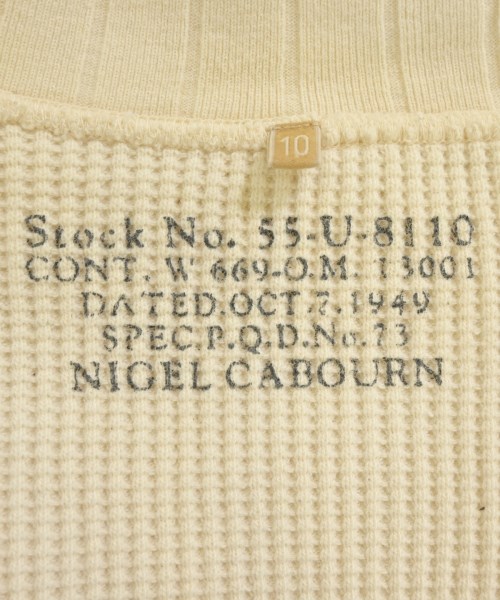 10
Stock No. 55-U-8110
CONT. W 669-O.M. 13001
DATED.OCT.7.1949
SPEC.P.Q.D.No.73
NIGEL CABOURN